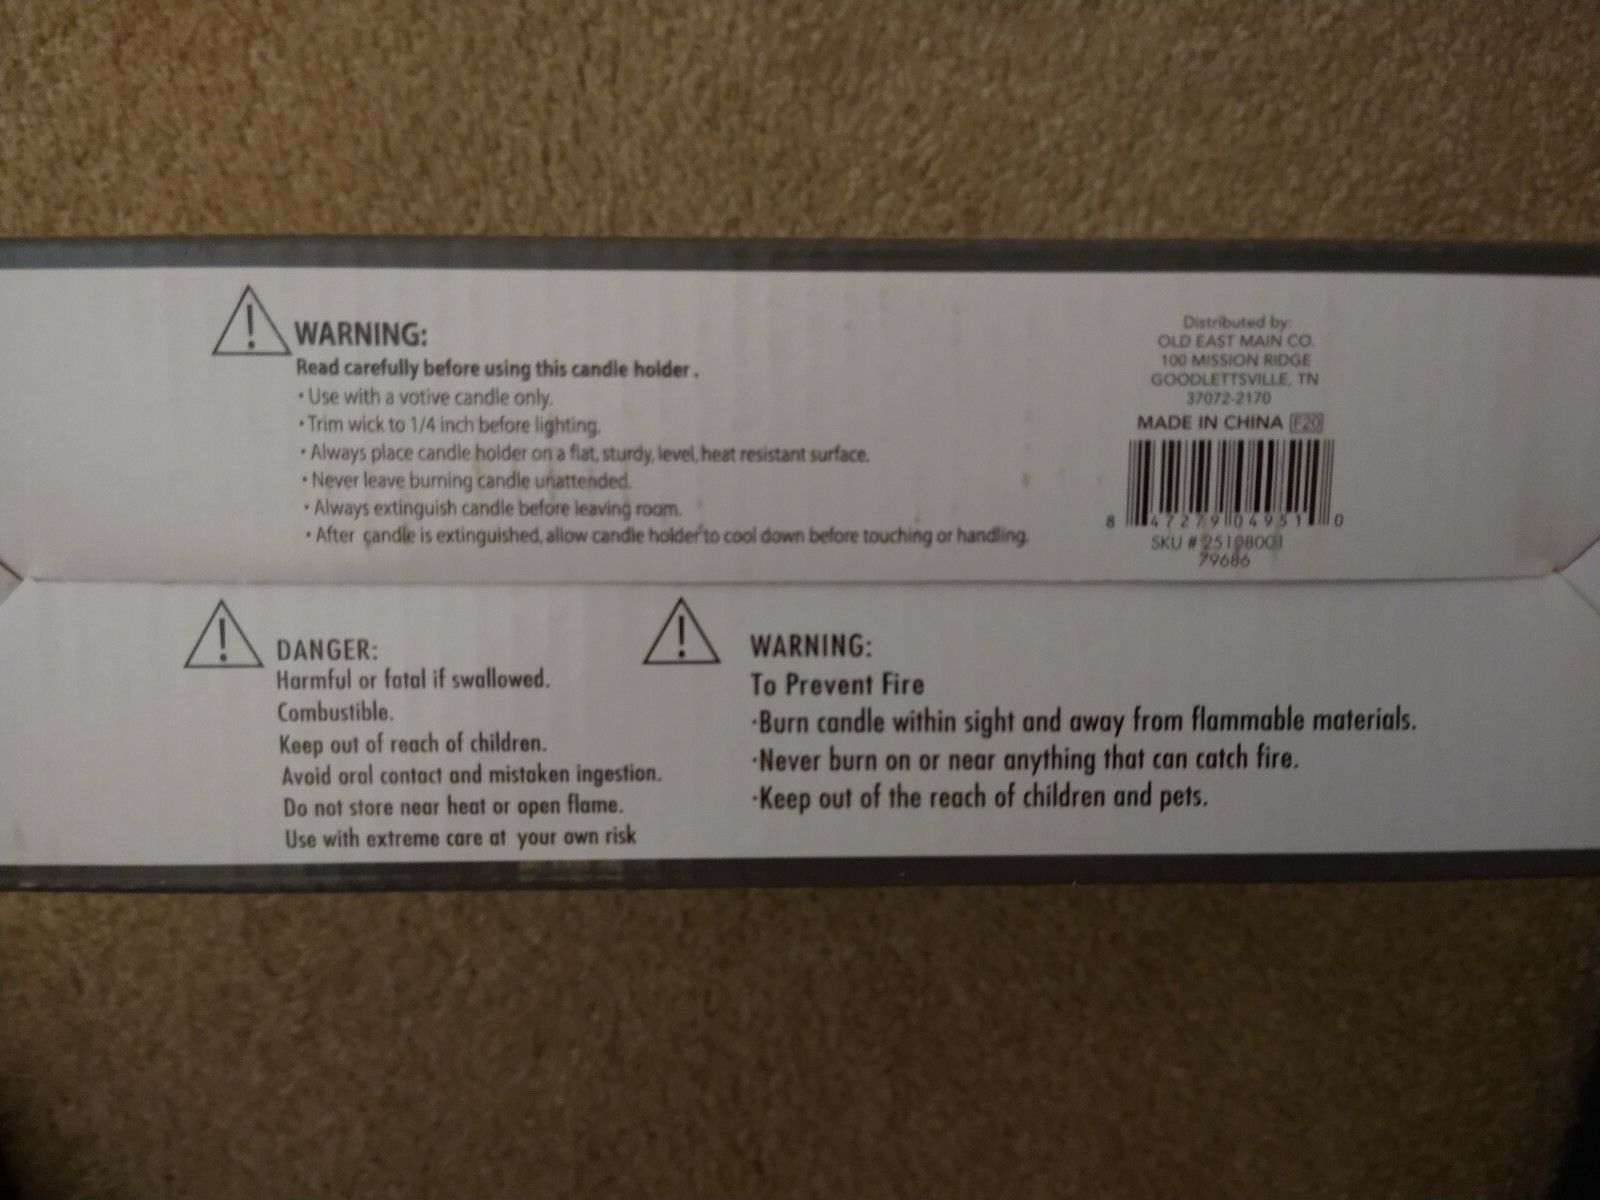 WARNING:
Read carefully before using this candle holder .
· Use with a votive candle only.
· Trim wick to 1/4 inch before lighting.
· Always place candle holder on a flat, sturdy, level, heat resistant surface.
· Never leave burning candle unattended.
· Always extinguish candle before leaving room.
· After candle is extinguished, allow candle holder to cool down before touching or handling.
Distributed by:
OLD EAST MAIN CO.
100 MISSION RIDGE
GOODLETTSVILLE, TN
37072-2170
MADE IN CHINA F20
8 47279 04951 0
SKU # 25108001
79686
DANGER:
Harmful or fatal if swallowed.
Combustible.
Keep out of reach of children.
Avoid oral contact and mistaken ingestion.
Do not store near heat or open flame.
Use with extreme care at your own risk
WARNING:
To Prevent Fire
·Burn candle within sight and away from flammable materials.
·Never burn on or near anything that can catch fire.
·Keep out of the reach of children and pets.